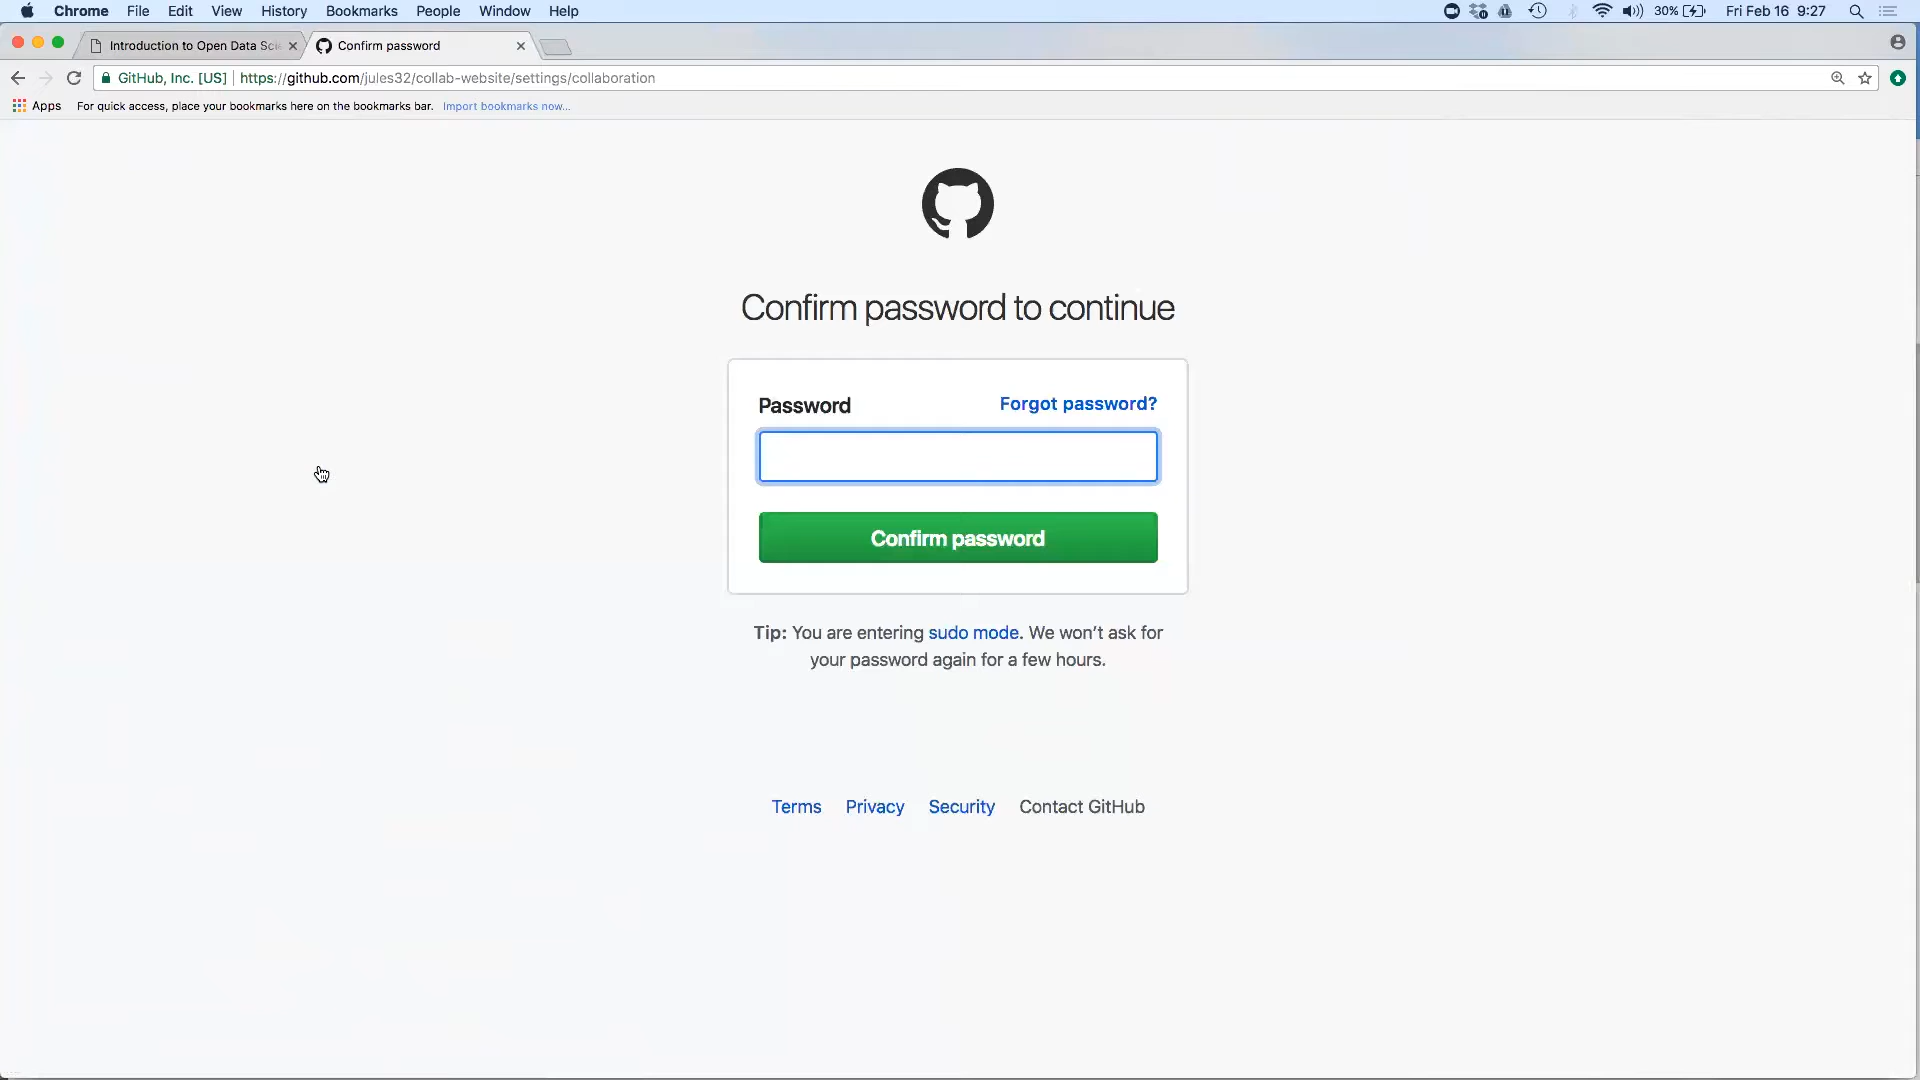 Chrome File Edit View History Bookmarks People Window Help 30% Fri Feb 16 9:27
Introduction to Open Data Sci Confirm password
GitHub, Inc. [US] https://github.com/jules32/collab-website/settings/collaboration
Apps For quick access, place your bookmarks here on the bookmarks bar. Import bookmarks now...
Confirm password to continue
Password Forgot password?
Confirm password
Tip: You are entering sudo mode. We won’t ask for
your password again for a few hours.
Terms Privacy Security Contact GitHub